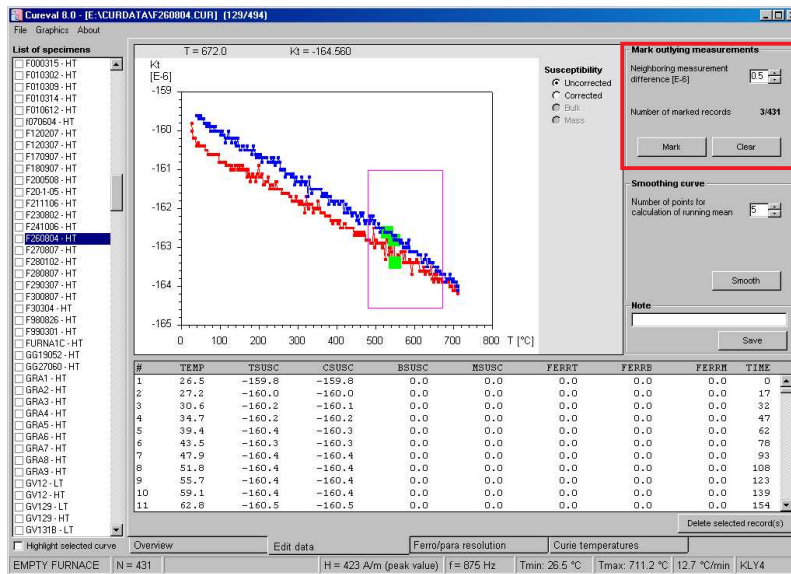 Cureval 8.0 - [E:\CURDATA\F260804.CUR] (129/494)
File Graphics About
List of specimens
F000315 - HT
F010302 - HT
F010309 - HT
F010314 - HT
F010612 - HT
f070604 - HT
F120207 - HT
F120307 - HT
F170907 - HT
F180907 - HT
F200508 - HT
F20-1-05 - HT
F211106 - HT
F230802 - HT
F241006 - HT
F260804 - HT
F270807 - HT
F280102 - HT
F280807 - HT
F290307 - HT
F300807 - HT
F30304 - HT
F980826 - HT
F990301 - HT
FURNA1C - HT
GG19052 - HT
GG27060 - HT
GRA1 - HT
GRA2 - HT
GRA3 - HT
GRA4 - HT
GRA5 - HT
GRA6 - HT
GRA7 - HT
GRA8 - HT
GRA9 - HT
GV12 - LT
GV12 - HT
GV129 - LT
GV129 - HT
GV131B - LT
Highlight selected curve
T = 672.0 Kt = -164.560
Kt
[E-6]
-159
-160
-161
-162
-163
-164
-165
0 100 200 300 400 500 600 700 800 T [°C]
Susceptibility
Uncorrected
Corrected
Bulk
Mass
Mark outlying measurements
Neighboring measurement
difference [E-6]
0.5
Number of marked records 3/431
Mark Clear
Smoothing curve
Number of points for
calculation of running mean
5
Smooth
Note
Save
# TEMP TSUSC CSUSC BSUSC MSUSC FERRT FERRB FERRM TIME
1 26.5 -159.8 -159.8 0.0 0.0 0.0 0.0 0.0 0
2 27.2 -160.0 -160.0 0.0 0.0 0.0 0.0 0.0 17
3 30.6 -160.2 -160.1 0.0 0.0 0.0 0.0 0.0 32
4 34.7 -160.2 -160.2 0.0 0.0 0.0 0.0 0.0 47
5 39.4 -160.4 -160.3 0.0 0.0 0.0 0.0 0.0 62
6 43.5 -160.3 -160.3 0.0 0.0 0.0 0.0 0.0 78
7 47.9 -160.4 -160.4 0.0 0.0 0.0 0.0 0.0 93
8 51.8 -160.4 -160.4 0.0 0.0 0.0 0.0 0.0 108
9 55.7 -160.4 -160.4 0.0 0.0 0.0 0.0 0.0 123
10 59.1 -160.4 -160.4 0.0 0.0 0.0 0.0 0.0 139
11 62.8 -160.5 -160.5 0.0 0.0 0.0 0.0 0.0 154
Delete selected record(s)
Overview Edit data Ferro/para resolution Curie temperatures
EMPTY FURNACE N = 431 H = 423 A/m (peak value) f = 875 Hz Tmin: 26.5 °C Tmax: 711.2 °C 12.7 °C/min KLY4